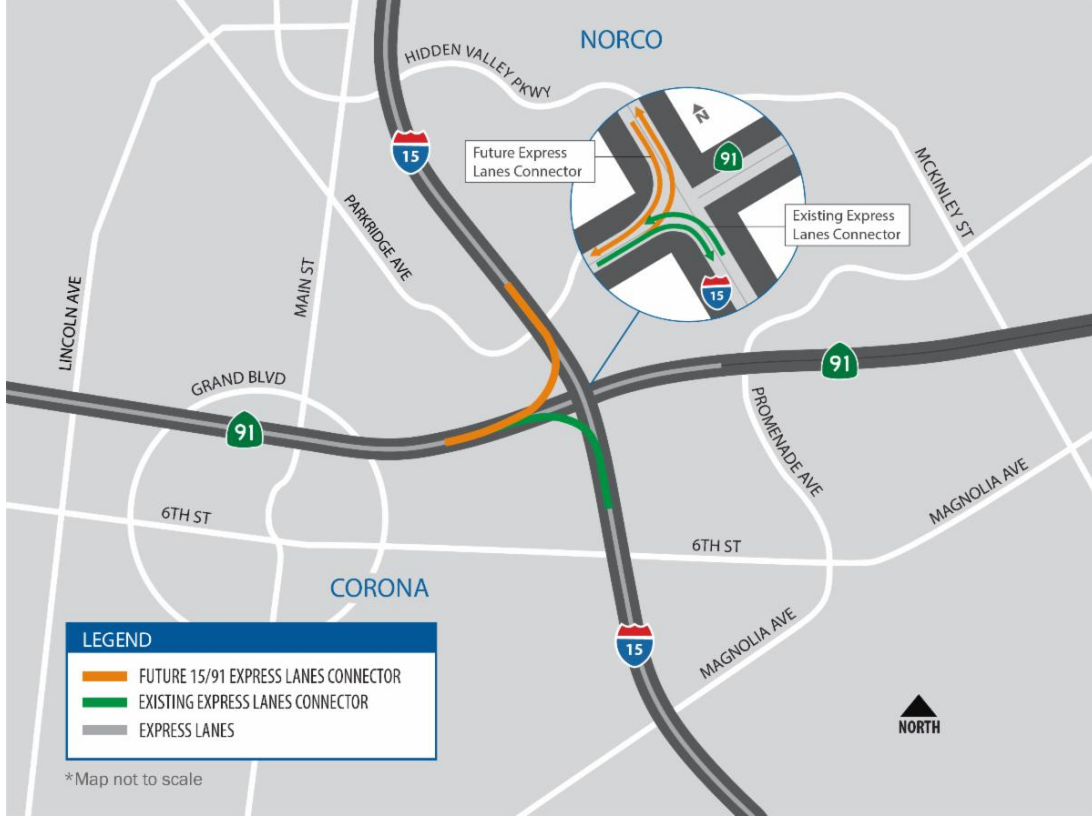 NORCO
HIDDEN VALLEY PKWY
15
N
91
Future Express
Lanes Connector
MCKINLEY ST
PARKRIDGE AVE
Existing Express
Lanes Connector
15
MAIN ST
LINCOLN AVE
91
GRAND BLVD
91
PROMENADE AVE
MAGNOLIA AVE
6TH ST
6TH ST
CORONA
15
MAGNOLIA AVE
LEGEND
FUTURE 15/91 EXPRESS LANES CONNECTOR
EXISTING EXPRESS LANES CONNECTOR
EXPRESS LANES
NORTH
*Map not to scale